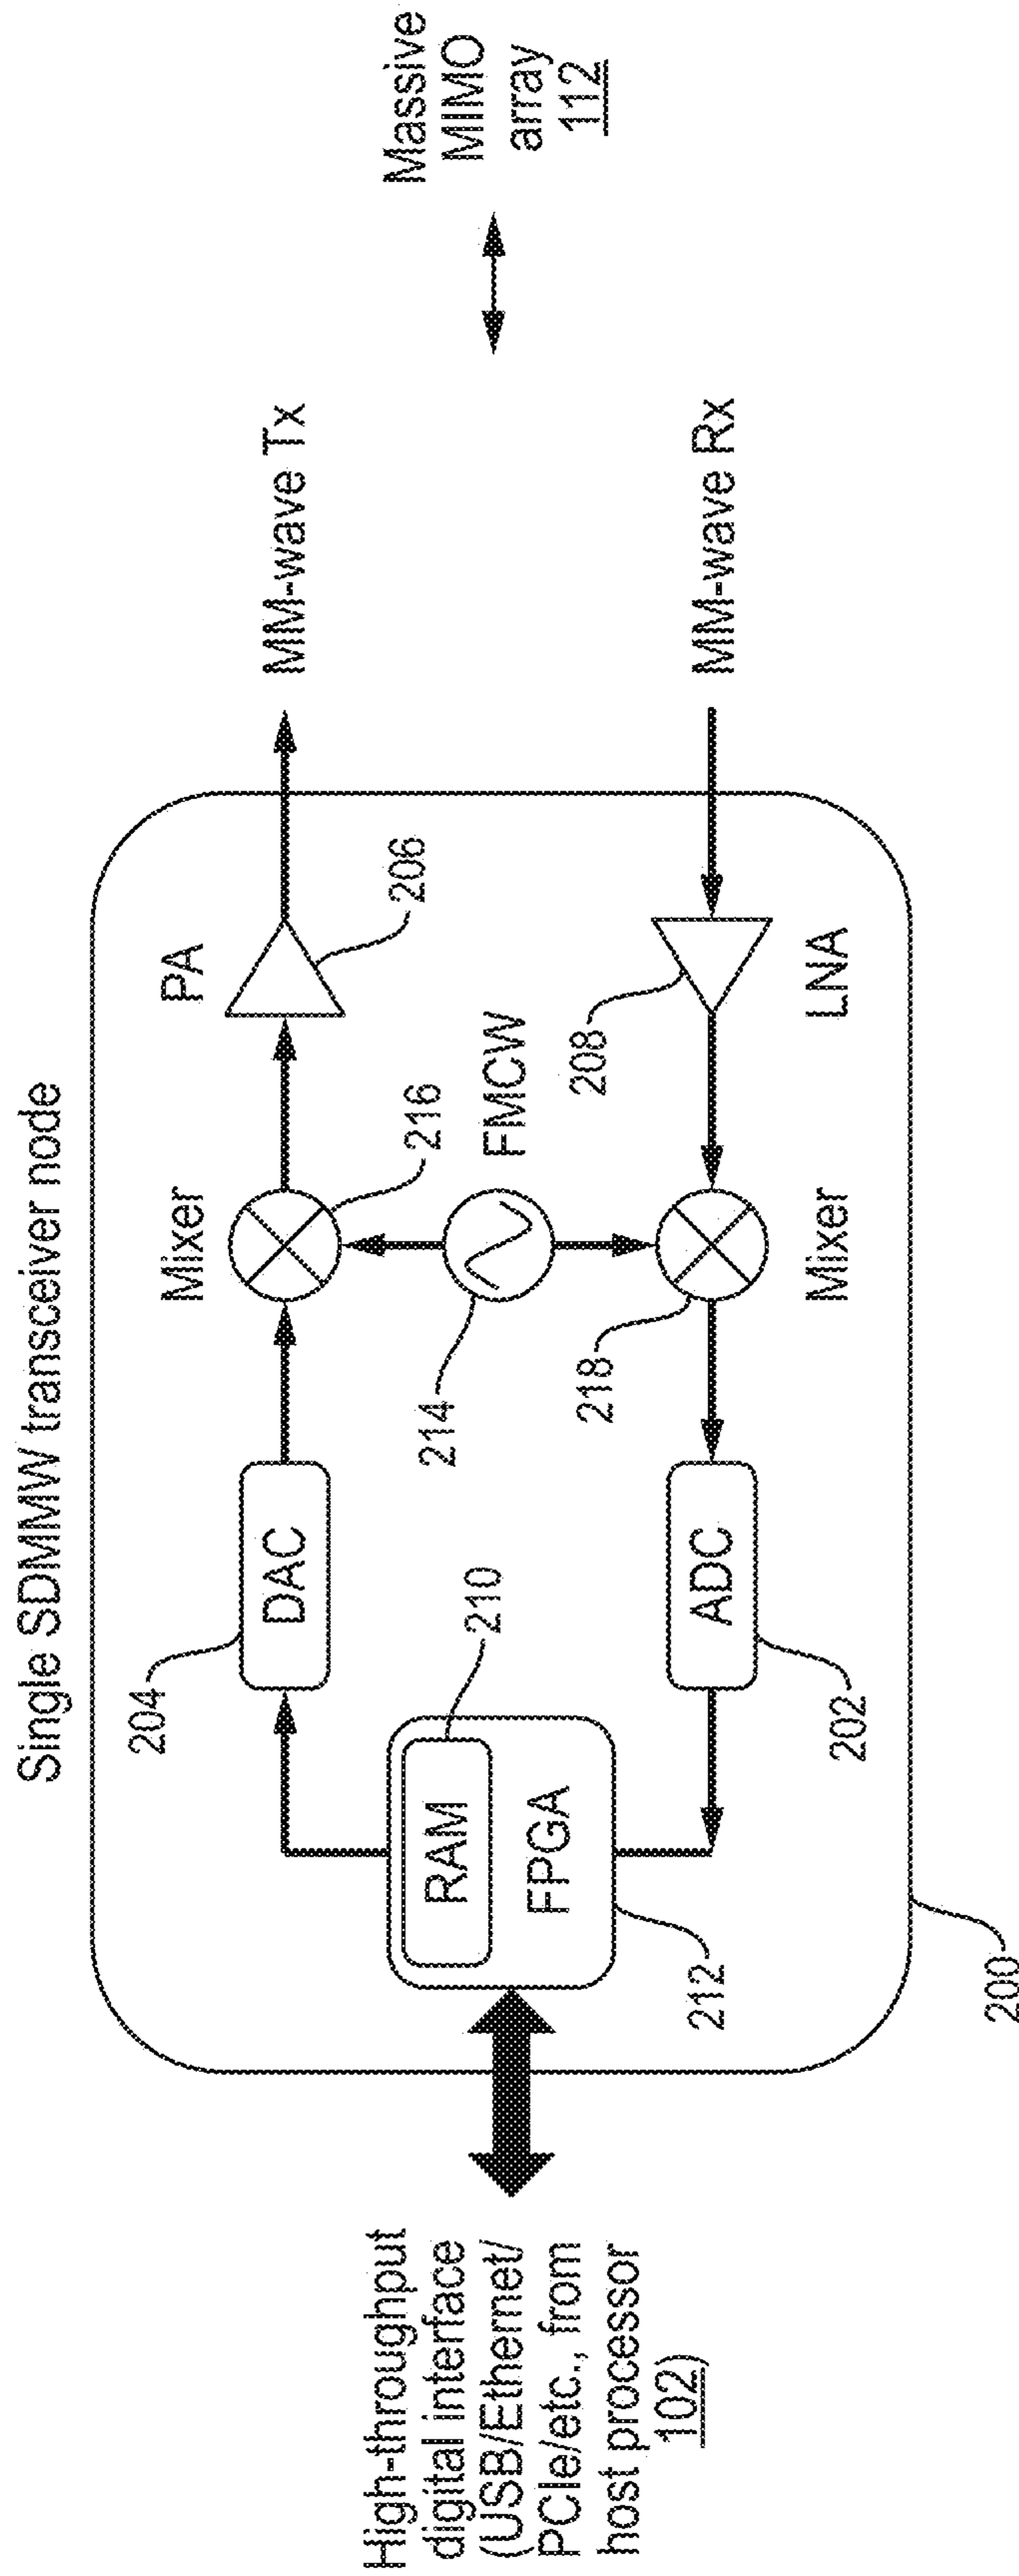 Single SDMMW transceiver node
High-throughput
digital interface
(USB/Ethernet/
PCIe/etc., from
host processor
102)
204
DAC
Mixer
216
PA
206
MM-wave Tx
RAM
210
FPGA
212
214
FMCW
Massive
MIMO
array
112
202
ADC
218
Mixer
208
LNA
MM-wave Rx
200